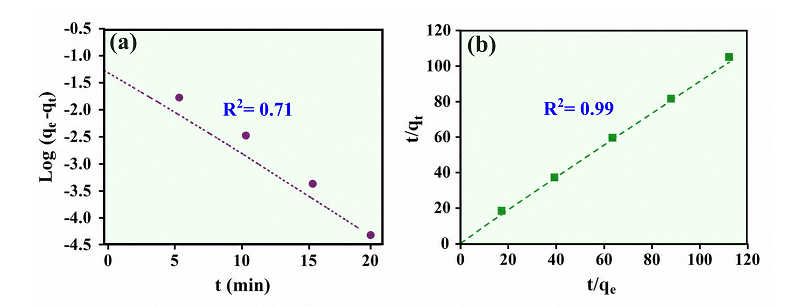 (a)
-0.5
-1.0
-1.5
-2.0
-2.5
-3.0
-3.5
-4.0
-4.5
Log (qe -qt)
R2= 0.71
0 5 10 15 20
t (min)
(b)
120
100
80
60
40
20
0
t/qt
R2= 0.99
0 20 40 60 80 100 120
t/qe